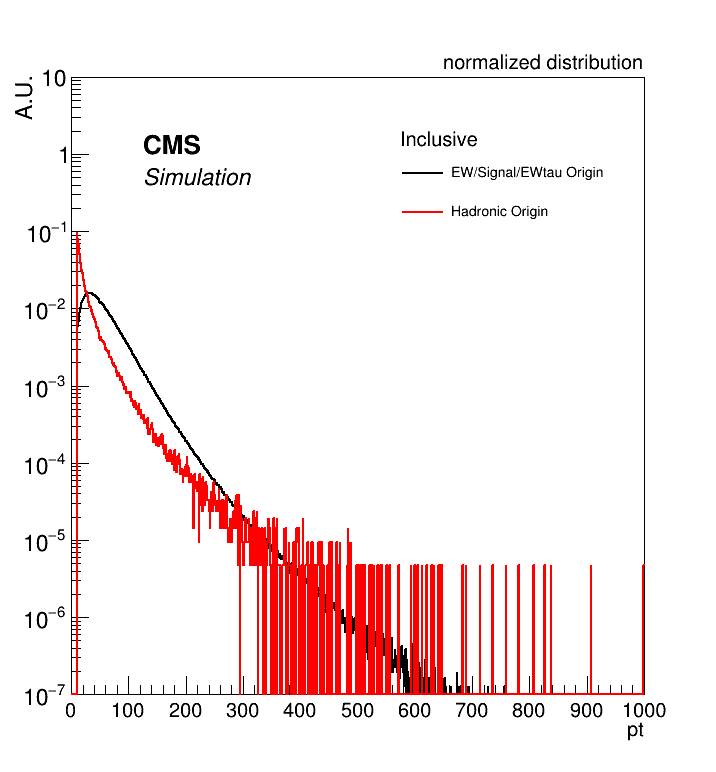 normalized distribution
A.U.
10
CMS
Simulation
Inclusive
EW/Signal/EWtau Origin
Hadronic Origin
1
10⁻¹
10⁻²
10⁻³
10⁻⁴
10⁻⁵
10⁻⁶
10⁻⁷
0 100 200 300 400 500 600 700 800 900 1000
pt